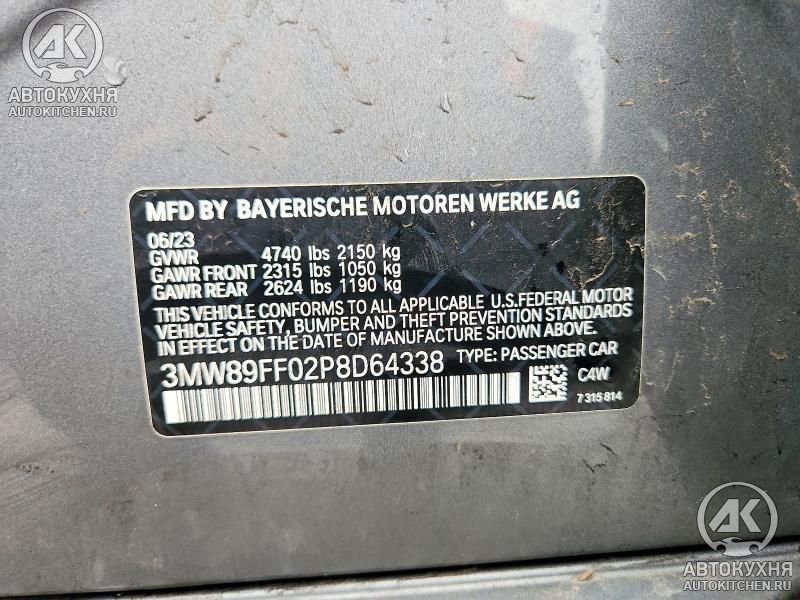 AK
АВТОКУХНЯ
AUTOKITCHEN.RU
MFD BY BAYERISCHE MOTOREN WERKE AG
06/23
GVWR 4740 lbs 2150 kg
GAWR FRONT 2315 lbs 1050 kg
GAWR REAR 2624 lbs 1190 kg
THIS VEHICLE CONFORMS TO ALL APPLICABLE U.S.FEDERAL MOTOR
VEHICLE SAFETY, BUMPER AND THEFT PREVENTION STANDARDS
IN EFFECT ON THE DATE OF MANUFACTURE SHOWN ABOVE.
3MW89FF02P8D64338 TYPE: PASSENGER CAR
C4W
7 315 814
AK
АВТОКУХНЯ
AUTOKITCHEN.RU